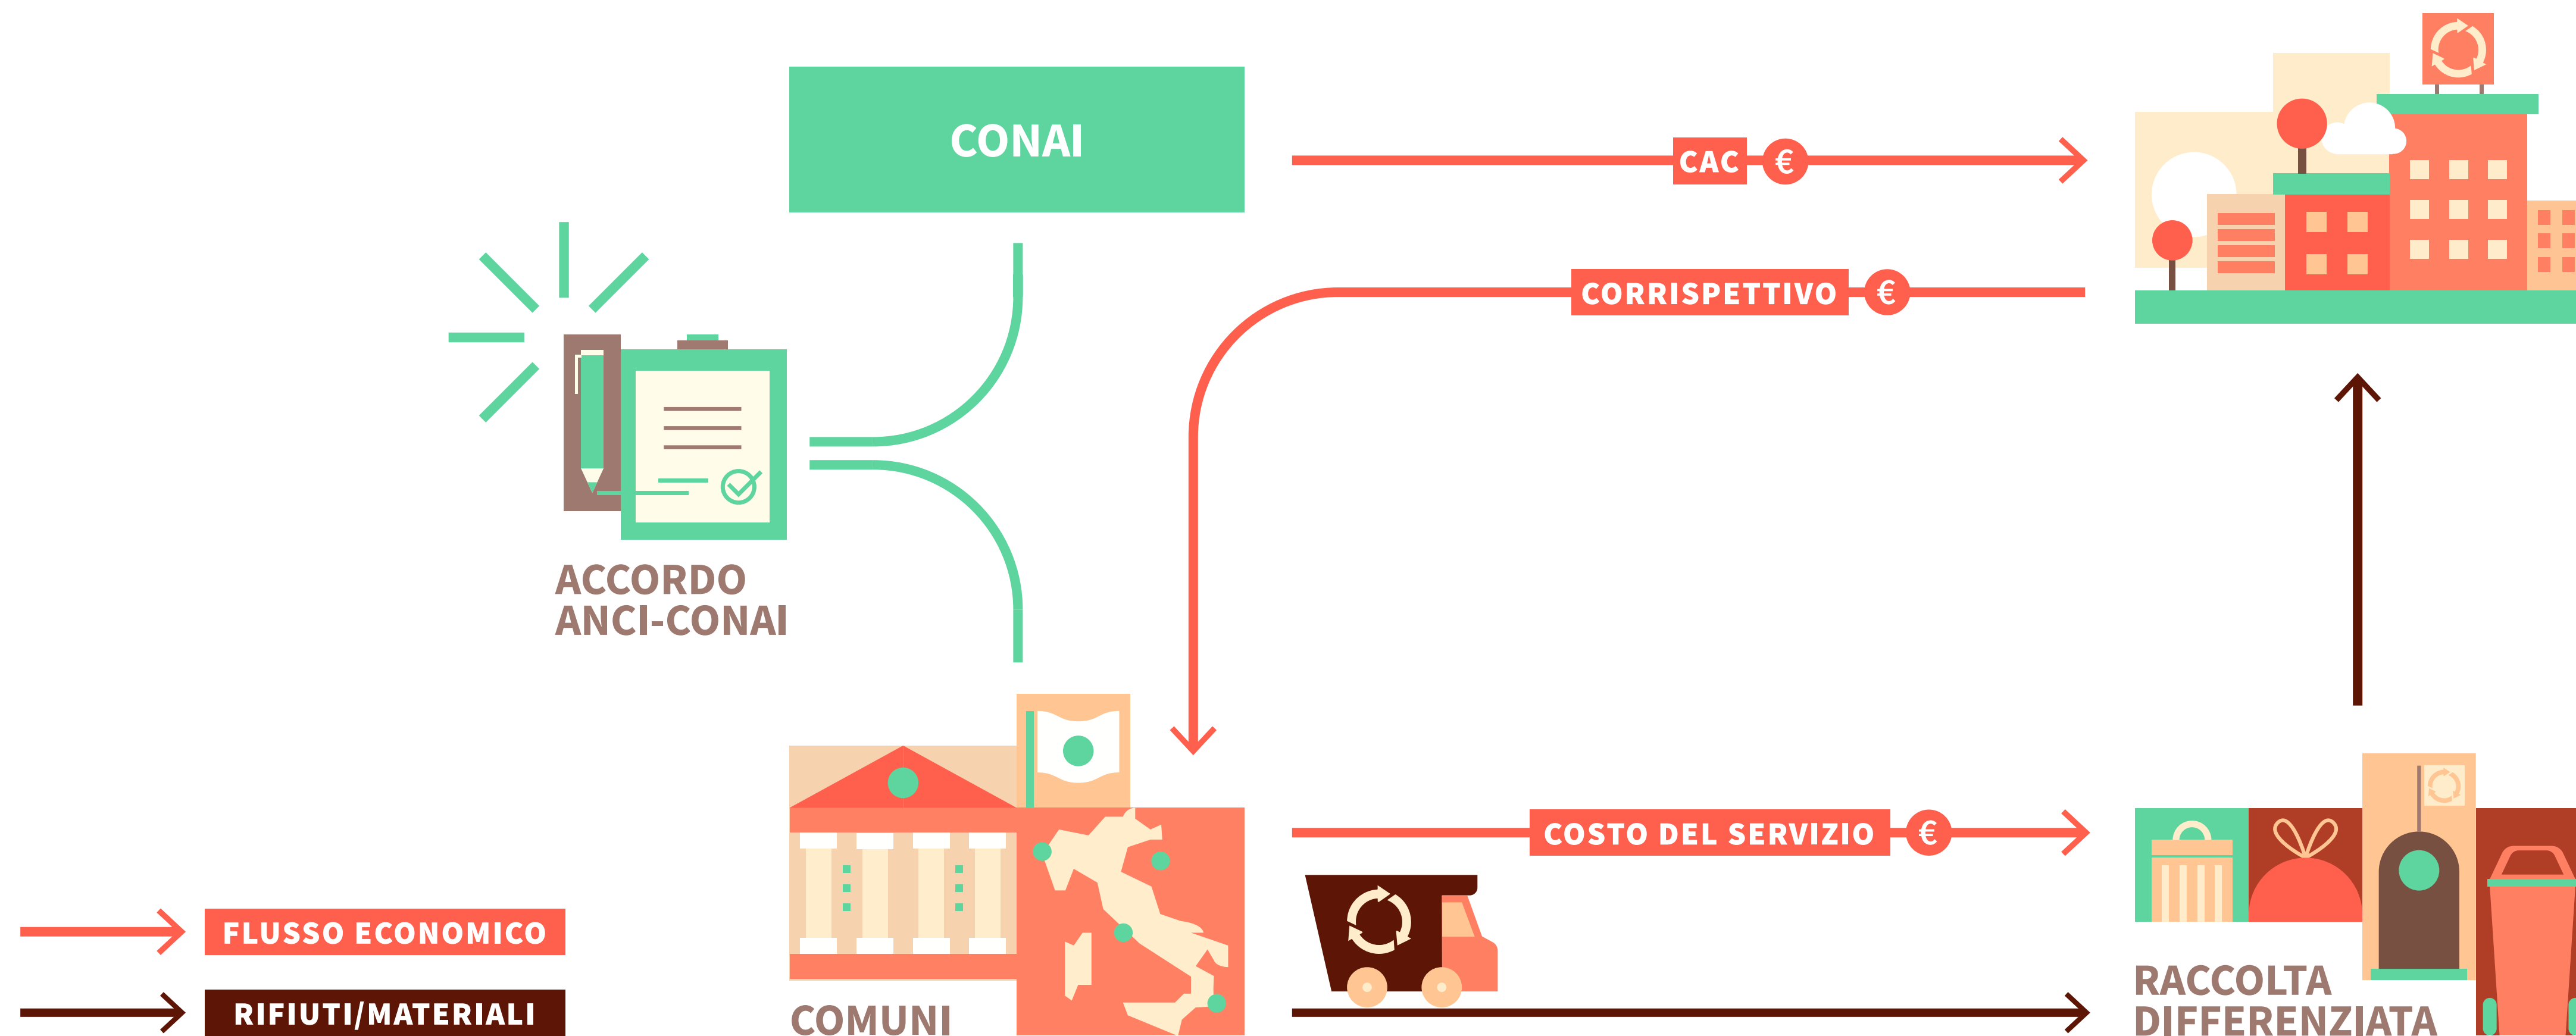 CONAI
CAC €
CORRISPETTIVO €
ACCORDO
ANCI-CONAI
COSTO DEL SERVIZIO €
FLUSSO ECONOMICO
RIFIUTI/MATERIALI
COMUNI
RACCOLTA
DIFFERENZIATA